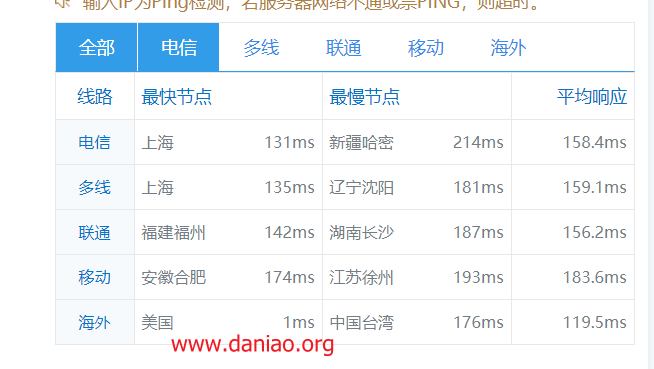 输入IP为Ping检测，若服务器网络不通或禁PING，则超时。
全部 电信 多线 联通 移动 海外
线路 最快节点 最慢节点 平均响应
电信 上海 131ms 新疆哈密 214ms 158.4ms
多线 上海 135ms 辽宁沈阳 181ms 159.1ms
联通 福建福州 142ms 湖南长沙 187ms 156.2ms
移动 安徽合肥 174ms 江苏徐州 193ms 183.6ms
海外 美国 1ms 中国台湾 176ms 119.5ms
www.daniao.org